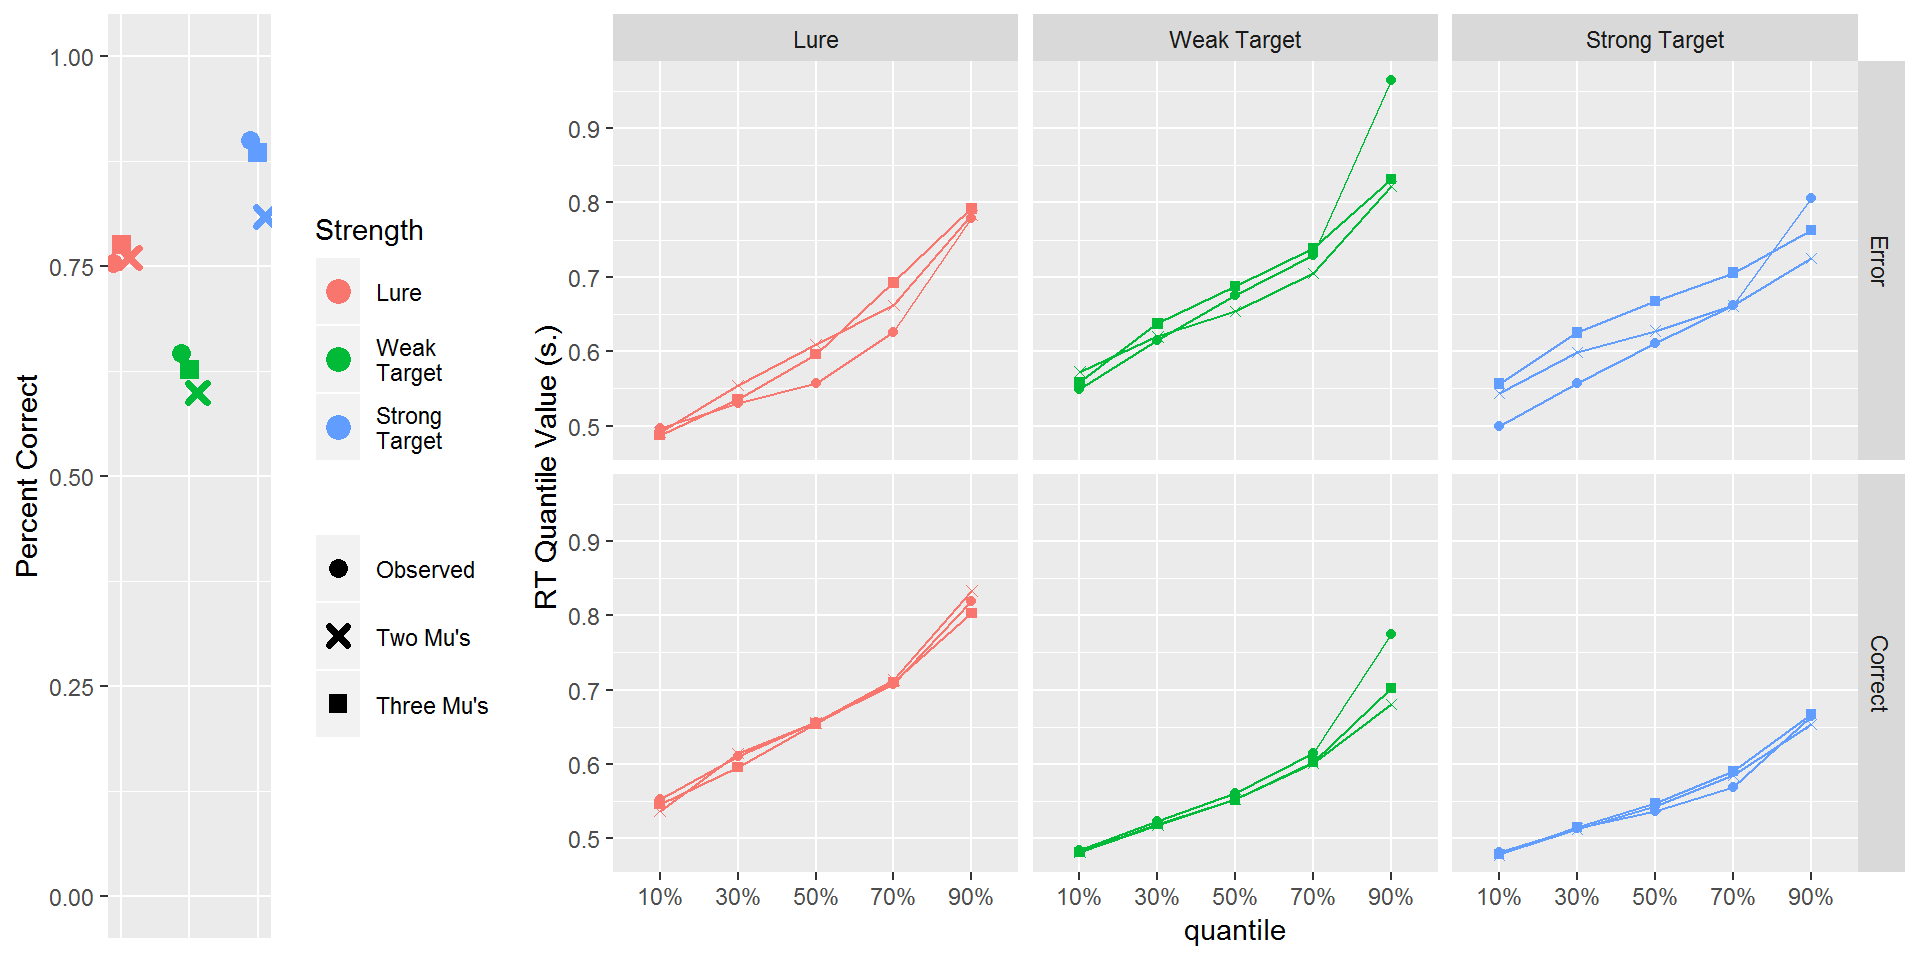 Percent Correct
1.00
0.75
0.50
0.25
0.00
Strength
Lure
Weak
Target
Strong
Target
Observed
Two Mu's
Three Mu's
RT Quantile Value (s.)
Lure
Weak Target
Strong Target
0.9
0.8
0.7
0.6
0.5
Error
0.9
0.8
0.7
0.6
0.5
Correct
10% 30% 50% 70% 90%
10% 30% 50% 70% 90%
10% 30% 50% 70% 90%
quantile